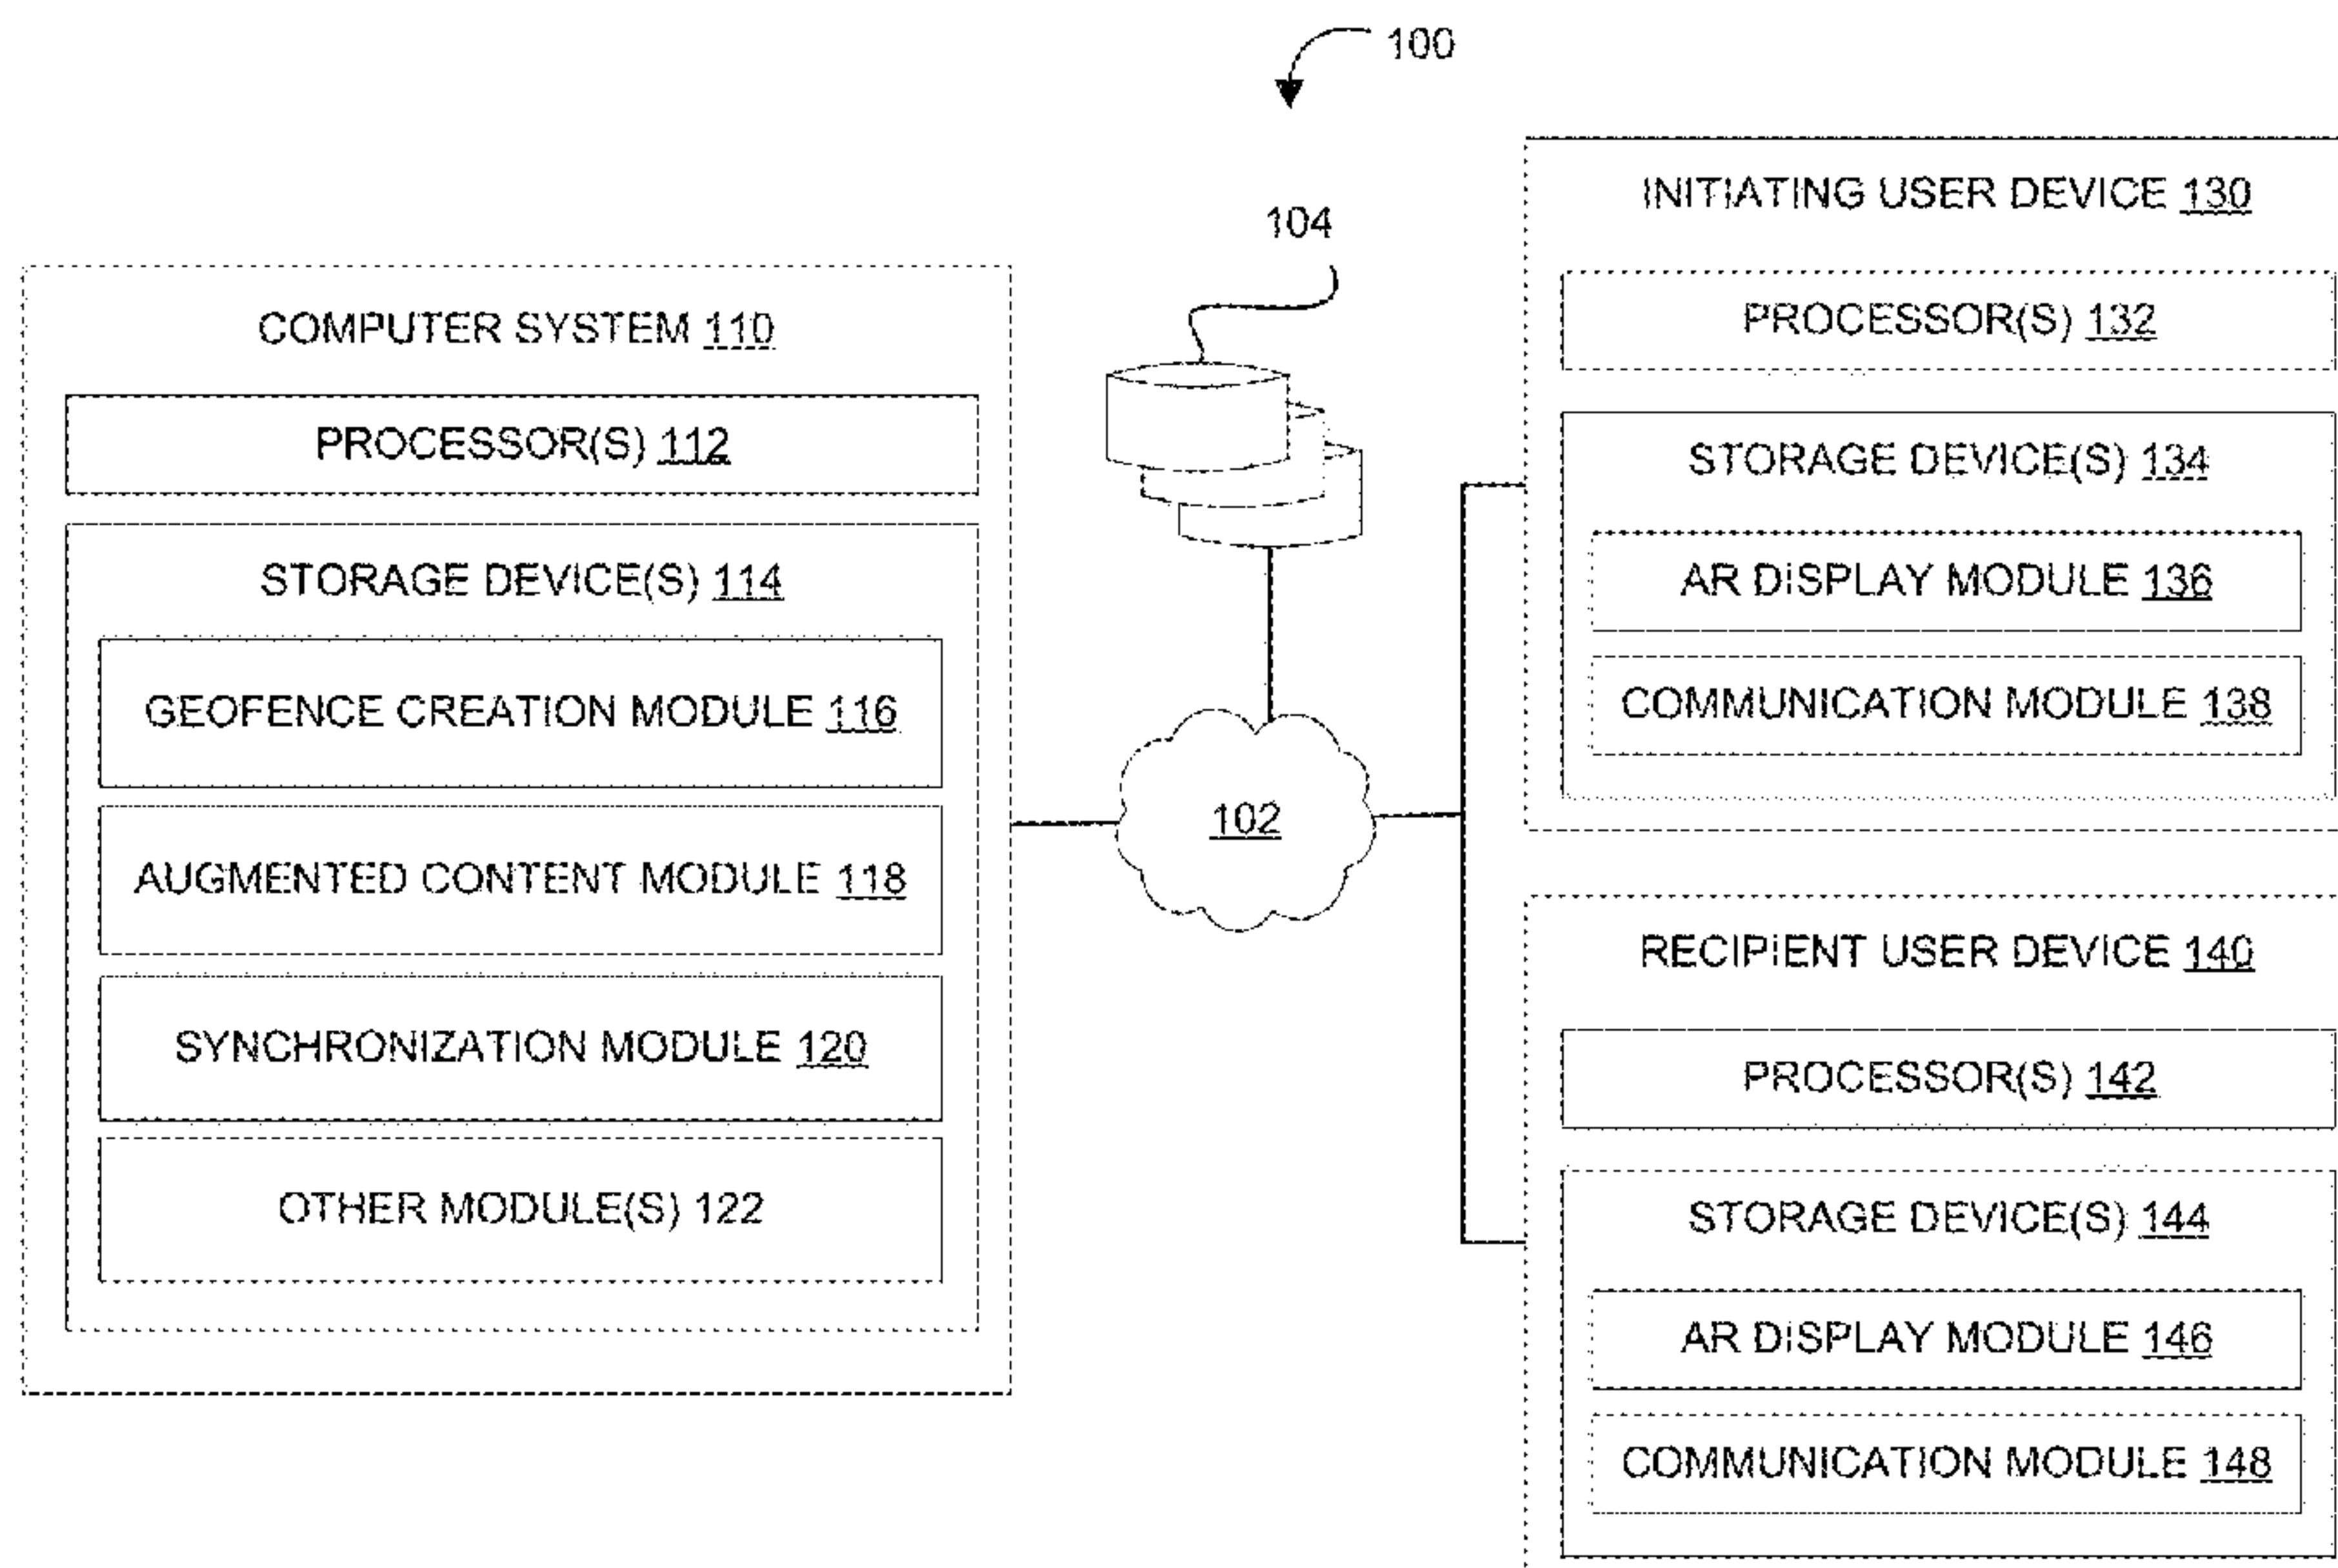 100
104
COMPUTER SYSTEM 110
PROCESSOR(S) 112
STORAGE DEVICE(S) 114
GEOFENCE CREATION MODULE 116
AUGMENTED CONTENT MODULE 118
SYNCHRONIZATION MODULE 120
OTHER MODULE(S) 122
102
INITIATING USER DEVICE 130
PROCESSOR(S) 132
STORAGE DEVICE(S) 134
AR DISPLAY MODULE 136
COMMUNICATION MODULE 138
RECIPIENT USER DEVICE 140
PROCESSOR(S) 142
STORAGE DEVICE(S) 144
AR DISPLAY MODULE 146
COMMUNICATION MODULE 148